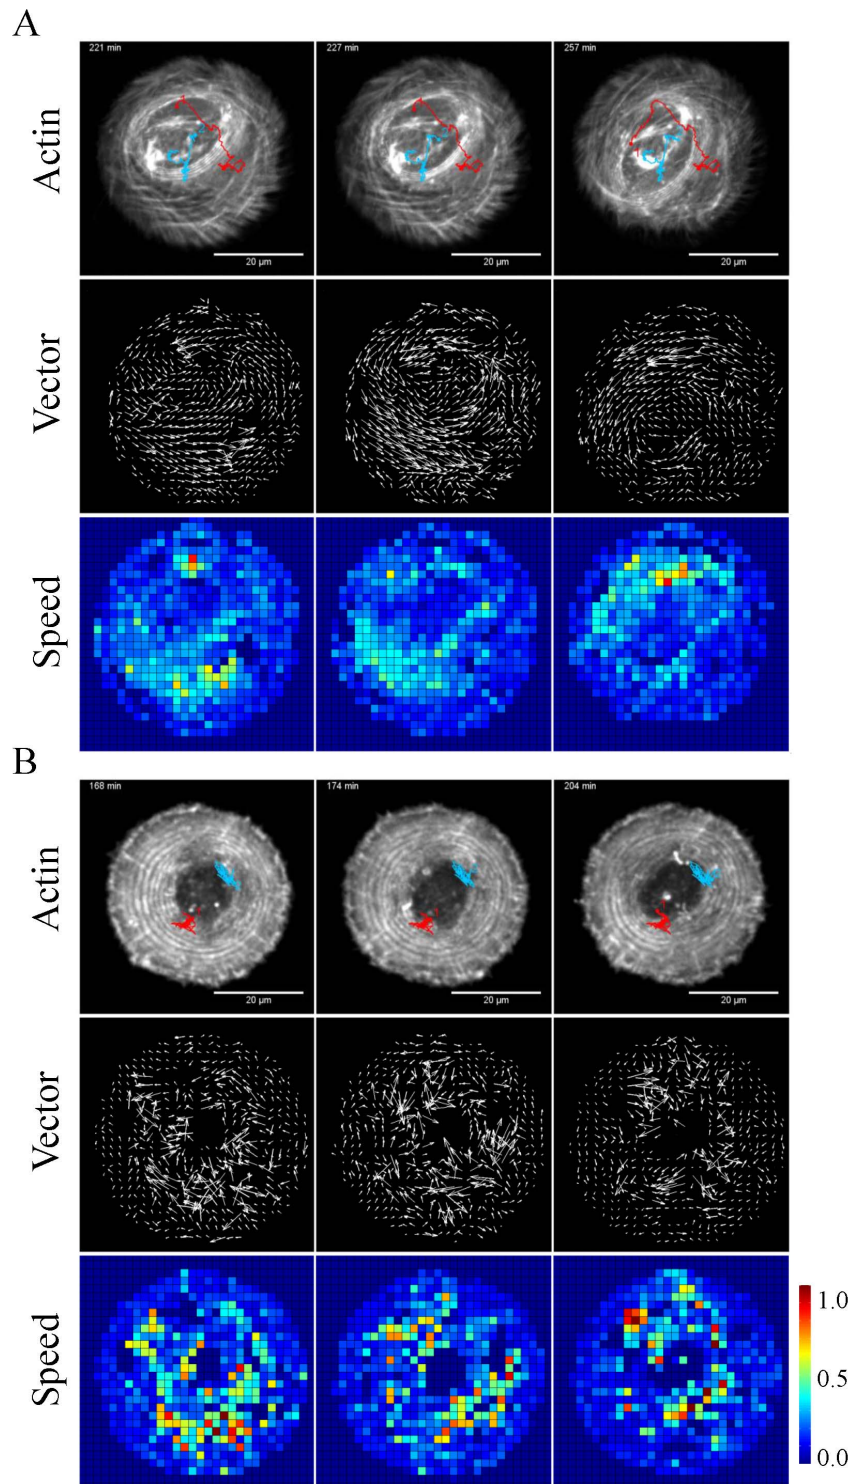 A
Actin
221 min
227 min
257 min
20 µm
20 µm
20 µm
Vector
Speed
B
Actin
168 min
174 min
204 min
20 µm
20 µm
20 µm
Vector
Speed
1.0
0.5
0.0